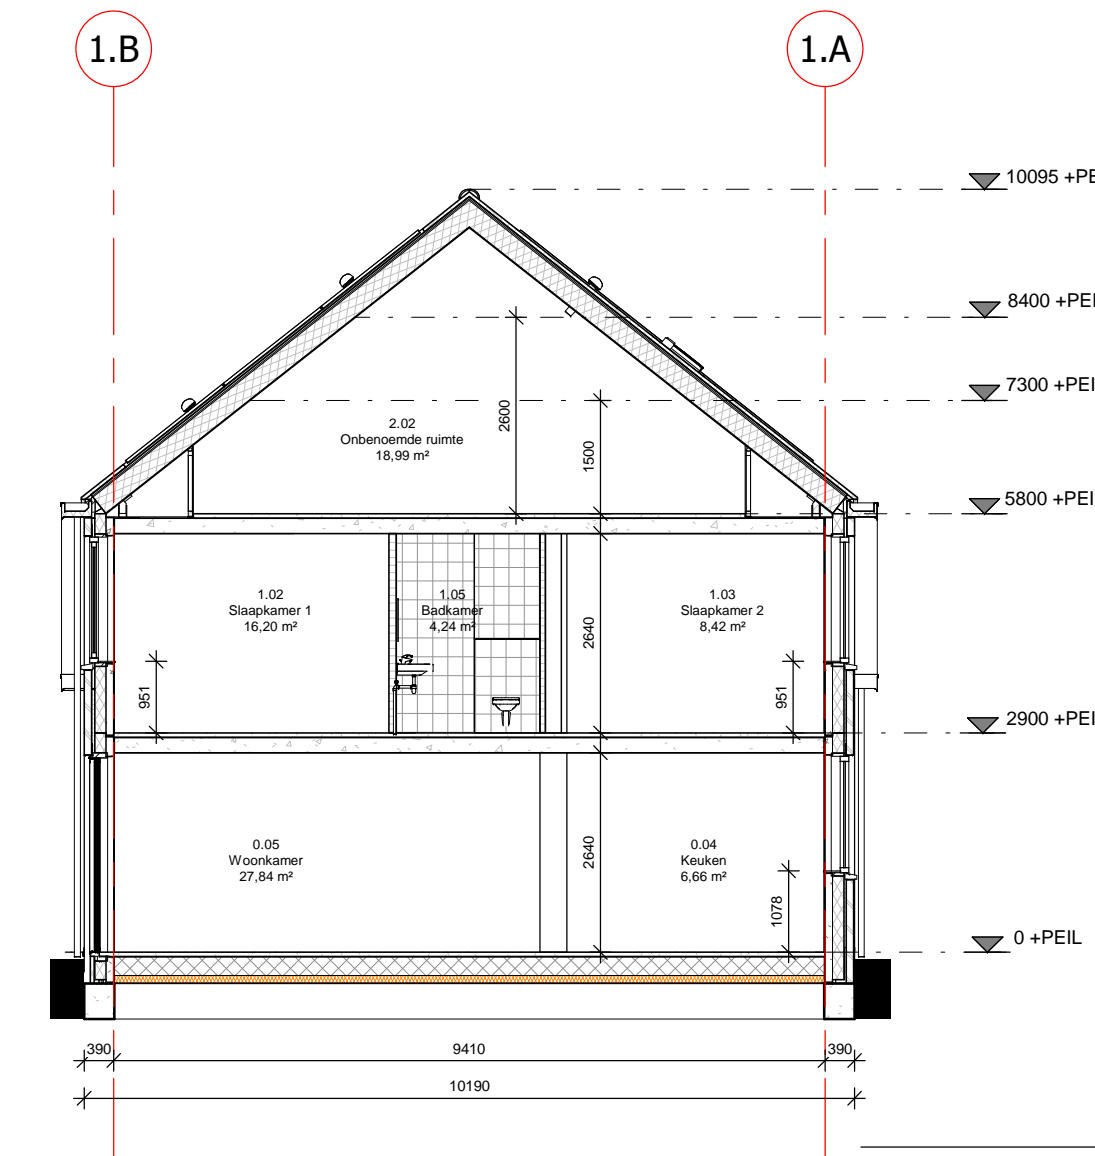 1.B
1.A
10095 +PE
8400 +PEI
7300 +PEI
5800 +PEI
2900 +PEI
0 +PEIL
2600
1500
2.02
Onbenoemde ruimte
18,99 m²
1.02
Slaapkamer 1
16,20 m²
1.05
Badkamer
4,24 m²
1.03
Slaapkamer 2
8,42 m²
2640
951
951
0.05
Woonkamer
27,84 m²
0.04
Keuken
6,66 m²
2640
1078
390
9410
390
10190